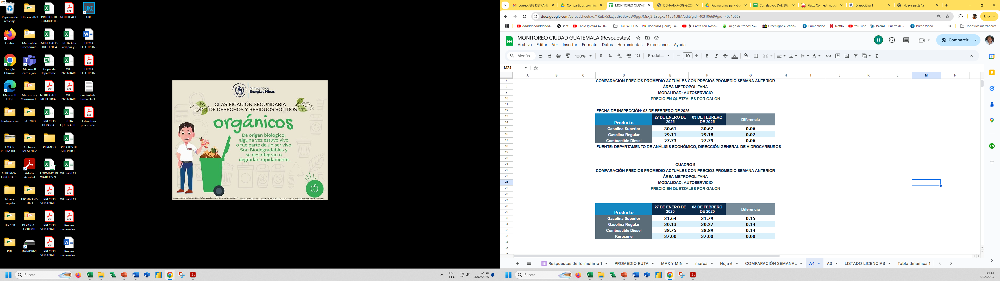 Papelera de reciclaje
Oficios 2023
PRECIOS DE COMBUSTI...
NOTIFICACI...
UKC
Firefox
Manual de Procedimie...
MENSUALES JULIO 2024
RUTA Alta Verapaz y...
FIRMA ELECTRON...
Google Chrome
Microsoft Teams (wo...
Copia de Departame...
WEB INVENTARI...
FIRMA ELECTRON...
Microsoft Edge
Maximos y Minismos f...
NOTIFICACI... RR HH IRIA...
WEB INVENTARI...
credentials... firma elect...
trasferencias
SAT 2023
PRECIOS DEPARTA...
RUTA QUETZALTE...
Estructura precios de...
FOTOS PETEM JULI...
Archivos MEM 2022
PERMISO
PRECIOS DE GLP POR E...
AUTORIZA... EXPORTACI...
Adobe Acrobat
FORMATO DE VIATICOS N...
WEB-PRECI...
Nueva carpeta
UIP 2023 227 2023
PRECIOS SEMANALE...
WEB-PRECI...
UIP 168
DEPARTA... SEPTIEMB...
PRECIOS SEMANALE...
Precios nacionales ...
PDF
DATADRIVE
PRECIOS SEMANALE...
Precios nacionales ...
Ministerio de
Energía y Minas
CLASIFICACIÓN SECUNDARIA
DE DESECHOS Y RESIDUOS SÓLIDOS
orgánicos
De origen biológico,
alguna vez estuvo vivo
o fue parte de un ser vivo.
Son Biodegradables y
se desintegran o
degradan rápidamente.
Acuerdo Gubernativo 184-2023 (reformas del Acuerdo Gubernativo 164-2021) "REGLAMENTO PARA LA GESTIÓN INTEGRAL DE LOS RESIDUOS Y DESECHOS SÓLIDOS COMUNES"
Buscar
ESP
LAA
14:18
3/02/2025
correo JEFE DETRANS
Compartidos conmig
MONITOREO CIUDAD
DGH-AEXP-009-2025
Página principal - Go
Correlativos DAE 202
Platts Connect: notic
Diapositiva 1
Nueva pestaña
docs.google.com/spreadsheets/d/1KuDx53z2j5d95BeFdW0ggrJMrXj3-L9EgX311B51s8M/edit?gid=40310669#gid=40310669
Error
ddddddddddddddd...
sent
Pablo Iglesias AVER...
HOT WHEELS
Recibidos (3.905) - a...
Canta con Noso...
Juego de tronos: 5x...
Greenlight Auction...
Prime Video
Netflix
YouTube
PANAL - Puerta de...
Prime Video
Todos los marcadores
MONITOREO CIUDAD GUATEMALA (Respuestas)
Archivo Editar Ver Insertar Formato Datos Herramientas Extensiones Ayuda
H
Compartir
Menús
100%
$ % .0 .00 123
Predet...
10
B I
M24
A B C D E F G H I J K L M N
7 COMPARACIÓN PRECIOS PROMEDIO ACTUALES CON PRECIOS PROMEDIO SEMANA ANTERIOR
8 ÁREA METROPOLITANA
9 MODALIDAD: AUTOSERVICIO
10 PRECIO EN QUETZALES POR GALON
11
12 FECHA DE INSPECCIÓN: 03 DE FEBRERO DE 2025
13
14 Producto 27 DE ENERO DE 2025 03 DE FEBRERO DE 2025 Diferencia
15 Gasolina Superior 30.61 30.67 0.06
16 Gasolina Regular 29.11 29.18 0.07
17 Combustible Diesel 27.73 27.79 0.06
18 FUENTE: DEPARTAMENTO DE ANÁLISIS ECONÓMICO, DIRECCIÓN GENERAL DE HIDROCARBUROS
19
20
21 CUADRO 9
22 COMPARACIÓN PRECIOS PROMEDIO ACTUALES CON PRECIOS PROMEDIO SEMANA ANTERIOR
23 ÁREA METROPOLITANA
24 MODALIDAD: AUTOSERVICIO
25 PRECIO EN QUETZALES POR GALON
26
27
28
29 Producto 27 DE ENERO DE 2025 03 DE FEBRERO DE 2025 Diferencia
30 Gasolina Superior 31.64 31.79 0.15
31 Gasolina Regular 30.13 30.27 0.14
32 Combustible Diesel 28.75 28.89 0.14
33 Kerosene 37.00 37.00 0.00
34
35
36
TN
Respuestas de formulario 1
PROMEDIO RUTA
MAX Y MIN
marca
Hoja 6
COMPARACIÓN SEMANAL
A4
A3
LISTADO LICENCIAS
Tabla dinámica 1
Buscar
14:18
3/02/2025